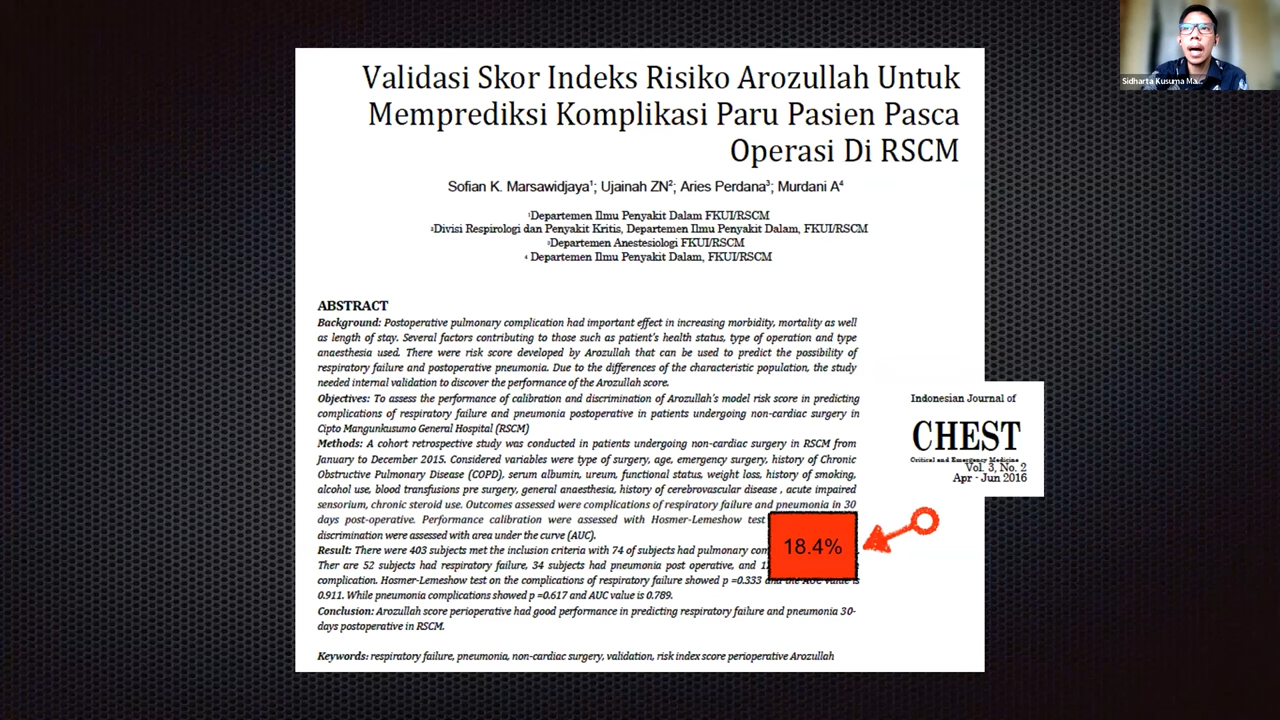 Sidharta Kusuma Ma...
Validasi Skor Indeks Risiko Arozullah Untuk
Memprediksi Komplikasi Paru Pasien Pasca
Operasi Di RSCM
Sofian K. Marsawidjaya¹; Ujainah ZN²; Aries Perdana³; Murdani A⁴
¹Departemen Ilmu Penyakit Dalam FKUI/RSCM
²Divisi Respirologi dan Penyakit Kritis, Departemen Ilmu Penyakit Dalam, FKUI/RSCM
³Departemen Anestesiologi FKUI/RSCM
⁴ Departemen Ilmu Penyakit Dalam, FKUI/RSCM
ABSTRACT
Background: Postoperative pulmonary complication had important effect in increasing morbidity, mortality as well
as length of stay. Several factors contributing to those such as patient's health status, type of operation and type
anaesthesia used. There were risk score developed by Arozullah that can be used to predict the possibility of
respiratory failure and postoperative pneumonia. Due to the differences of the characteristic population, the study
needed internal validation to discover the performance of the Arozullah score.
Objectives: To assess the performance of calibration and discrimination of Arozullah's model risk score in predicting
complications of respiratory failure and pneumonia postoperative in patients undergoing non-cardiac surgery in
Cipto Mangunkusumo General Hospital (RSCM)
Methods: A cohort retrospective study was conducted in patients undergoing non-cardiac surgery in RSCM from
January to December 2015. Considered variables were type of surgery, age, emergency surgery, history of Chronic
Obstructive Pulmonary Disease (COPD), serum albumin, ureum, functional status, weight loss, history of smoking,
alcohol use, blood transfusions pre surgery, general anaesthesia, history of cerebrovascular disease , acute impaired
sensorium, chronic steroid use. Outcomes assessed were complications of respiratory failure and pneumonia in 30
days post-operative. Performance calibration were assessed with Hosmer-Lemeshow test
discrimination were assessed with area under the curve (AUC).
Result: There were 403 subjects met the inclusion criteria with 74 of subjects had pulmonary
Ther are 52 subjects had respiratory failure, 34 subjects had pneumonia post operative, and
complication. Hosmer-Lemeshow test on the complications of respiratory failure showed p =0.333 and the AUC value is
0.911. While pneumonia complications showed p =0.617 and AUC value is 0.789.
Conclusion: Arozullah score perioperative had good performance in predicting respiratory failure and pneumonia 30-
days postoperative in RSCM.
Keywords: respiratory failure, pneumonia, non-cardiac surgery, validation, risk index score perioperative Arozullah
18.4%
Indonesian Journal of
CHEST
Critical and Emergency Medicine
Vol. 3, No. 2
Apr - Jun 2016